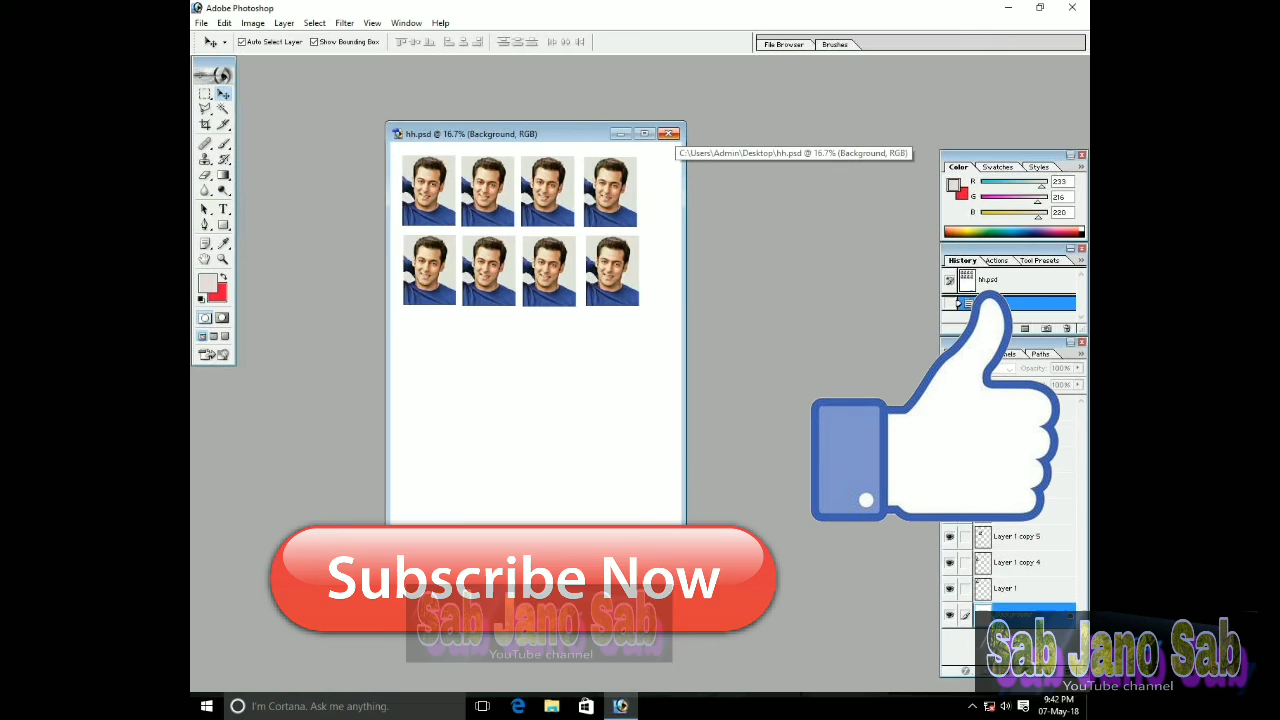 Adobe Photoshop
File Edit Image Layer Select Filter View Window Help
Auto Select Layer Show Bounding Box File Browser Brushes
hh.psd @ 16.7% (Background, RGB)
C:\Users\Admin\Desktop\hh.psd @ 16.7% (Background, RGB)
Color Swatches Styles
R 233
G 216
B 220
History Actions Tool Presets
hh.psd
Paths
Opacity: 100%
100%
Layer 1 copy 5
Layer 1 copy 4
Layer 1
Subscribe Now
Sab Jano Sab
YouTube channel
Sab Jano Sab
YouTube channel
I'm Cortana. Ask me anything.
9:42 PM
07-May-18